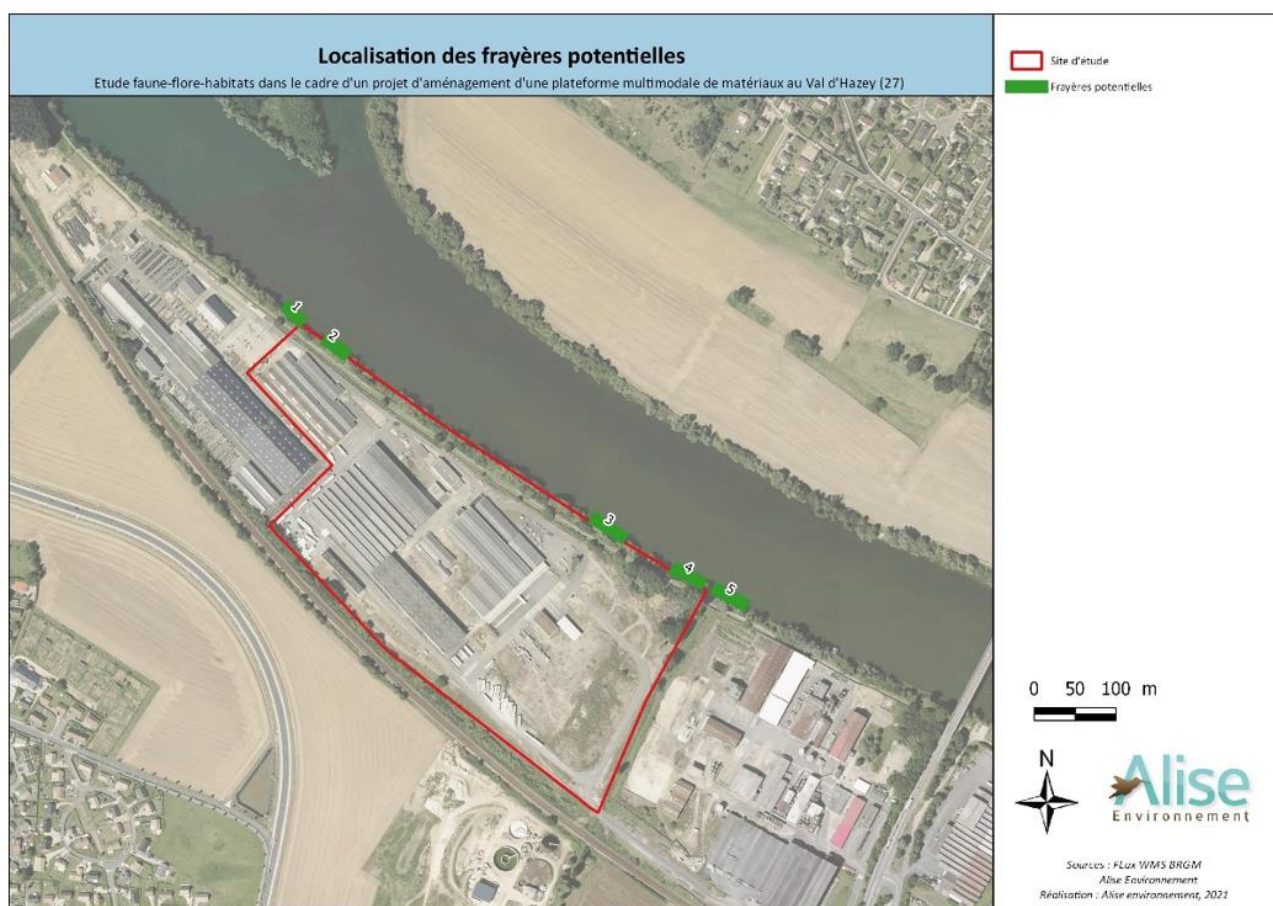 Localisation des frayères potentielles
Etude faune-flore-habitats dans le cadre d'un projet d'aménagement d'une plateforme multimodale de matériaux au Val d'Hazey (27)
Site d'étude
Frayères potentielles
1
2
3
4
5
0 50 100 m
N
Alise
Environnement
Sources : FLux WMS BRGM
Alise Environnement
Réalisation : Alise environnement, 2021